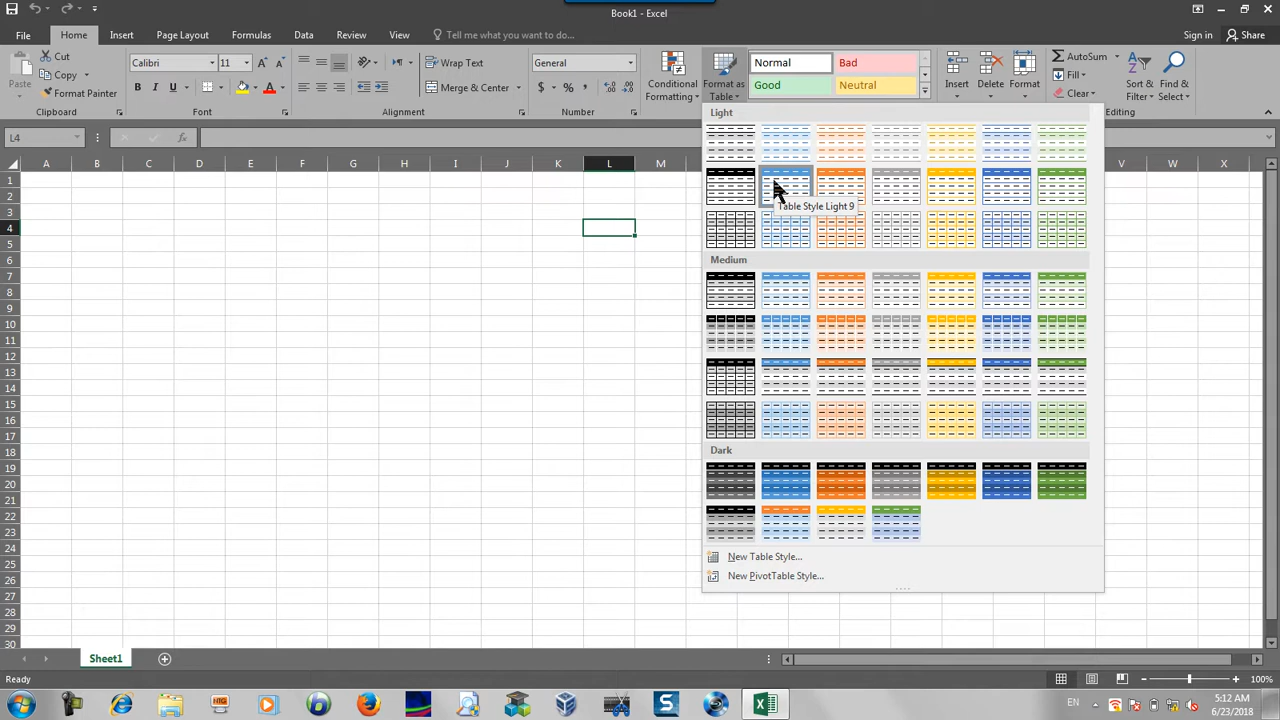 Book1 - Excel
File Home Insert Page Layout Formulas Data Review View Tell me what you want to do... Sign in Share
Cut
Copy
Paste
Format Painter
Clipboard
Calibri 11
B I U
Font
Wrap Text
Merge & Center
Alignment
General
$ % ,
Number
Conditional Formatting
Format as Table
Normal Bad
Good Neutral
Insert Delete Format
AutoSum
Fill
Clear
Sort & Filter
Find & Select
Editing
L4
fx
A B C D E F G H I J K L M V W X
1
2
3
4
5
6
7
8
9
10
11
12
13
14
15
16
17
18
19
20
21
22
23
24
25
26
27
28
29
30
Light
Table Style Light 9
Medium
Dark
New Table Style...
New PivotTable Style...
Sheet1
Ready
100%
EN
5:12 AM
6/23/2018